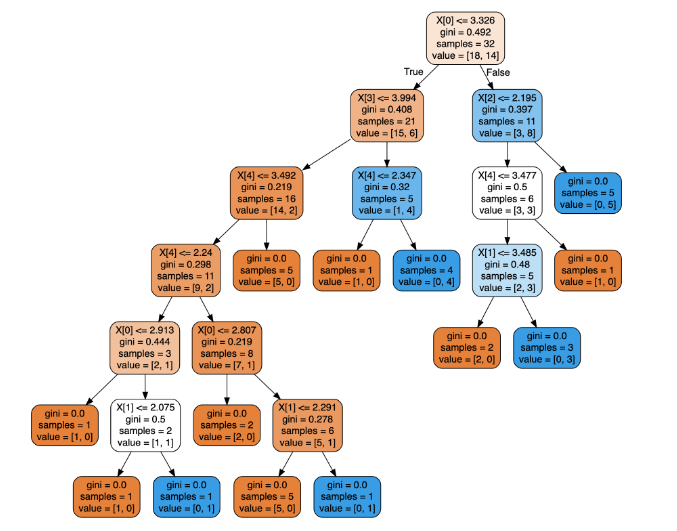 X[0] <= 3.326
gini = 0.492
samples = 32
value = [18, 14]
True
False
X[3] <= 3.994
gini = 0.408
samples = 21
value = [15, 6]
X[2] <= 2.195
gini = 0.397
samples = 11
value = [3, 8]
X[4] <= 3.492
gini = 0.219
samples = 16
value = [14, 2]
X[4] <= 2.347
gini = 0.32
samples = 5
value = [1, 4]
X[4] <= 3.477
gini = 0.5
samples = 6
value = [3, 3]
gini = 0.0
samples = 5
value = [0, 5]
X[4] <= 2.24
gini = 0.298
samples = 11
value = [9, 2]
gini = 0.0
samples = 5
value = [5, 0]
gini = 0.0
samples = 1
value = [1, 0]
gini = 0.0
samples = 4
value = [0, 4]
X[1] <= 3.485
gini = 0.48
samples = 5
value = [2, 3]
gini = 0.0
samples = 1
value = [1, 0]
X[0] <= 2.913
gini = 0.444
samples = 3
value = [2, 1]
X[0] <= 2.807
gini = 0.219
samples = 8
value = [7, 1]
gini = 0.0
samples = 2
value = [2, 0]
gini = 0.0
samples = 3
value = [0, 3]
gini = 0.0
samples = 1
value = [1, 0]
X[1] <= 2.075
gini = 0.5
samples = 2
value = [1, 1]
gini = 0.0
samples = 2
value = [2, 0]
X[1] <= 2.291
gini = 0.278
samples = 6
value = [5, 1]
gini = 0.0
samples = 1
value = [1, 0]
gini = 0.0
samples = 1
value = [0, 1]
gini = 0.0
samples = 5
value = [5, 0]
gini = 0.0
samples = 1
value = [0, 1]